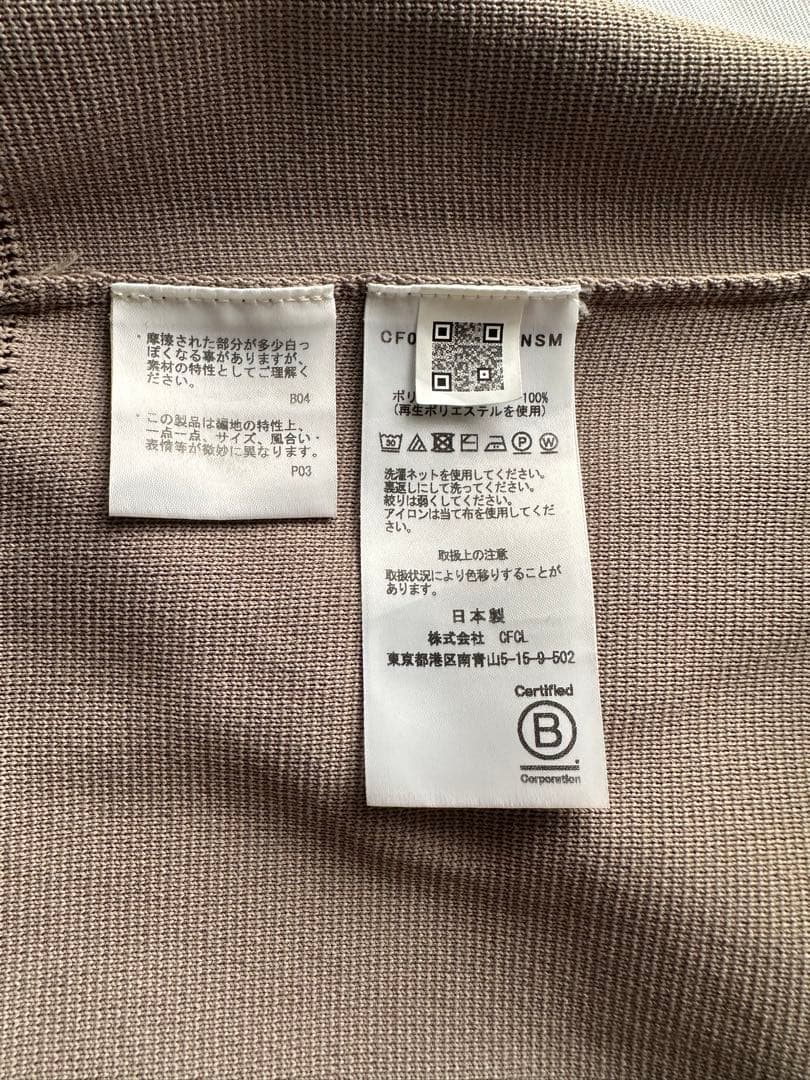 ・摩擦された部分が多少白っ
ぽくなる事がありますが、
素材の特性としてご理解く
ださい。
B04
・この製品は編地の特性上、
一点一点、サイズ、風合い・
表情等が微妙に異なります。
P03
CF0
NSM
ポリ
100%
(再生ポリエステルを使用)
洗濯ネットを使用してください。
裏返しにして洗ってください。
絞りは弱くしてください。
アイロンは当て布を使用してくだ
さい。
取扱上の注意
取扱状況により色移りすることが
あります。
日本製
株式会社 CFCL
東京都港区南青山5-15-9-502
Certified
B
Corporation